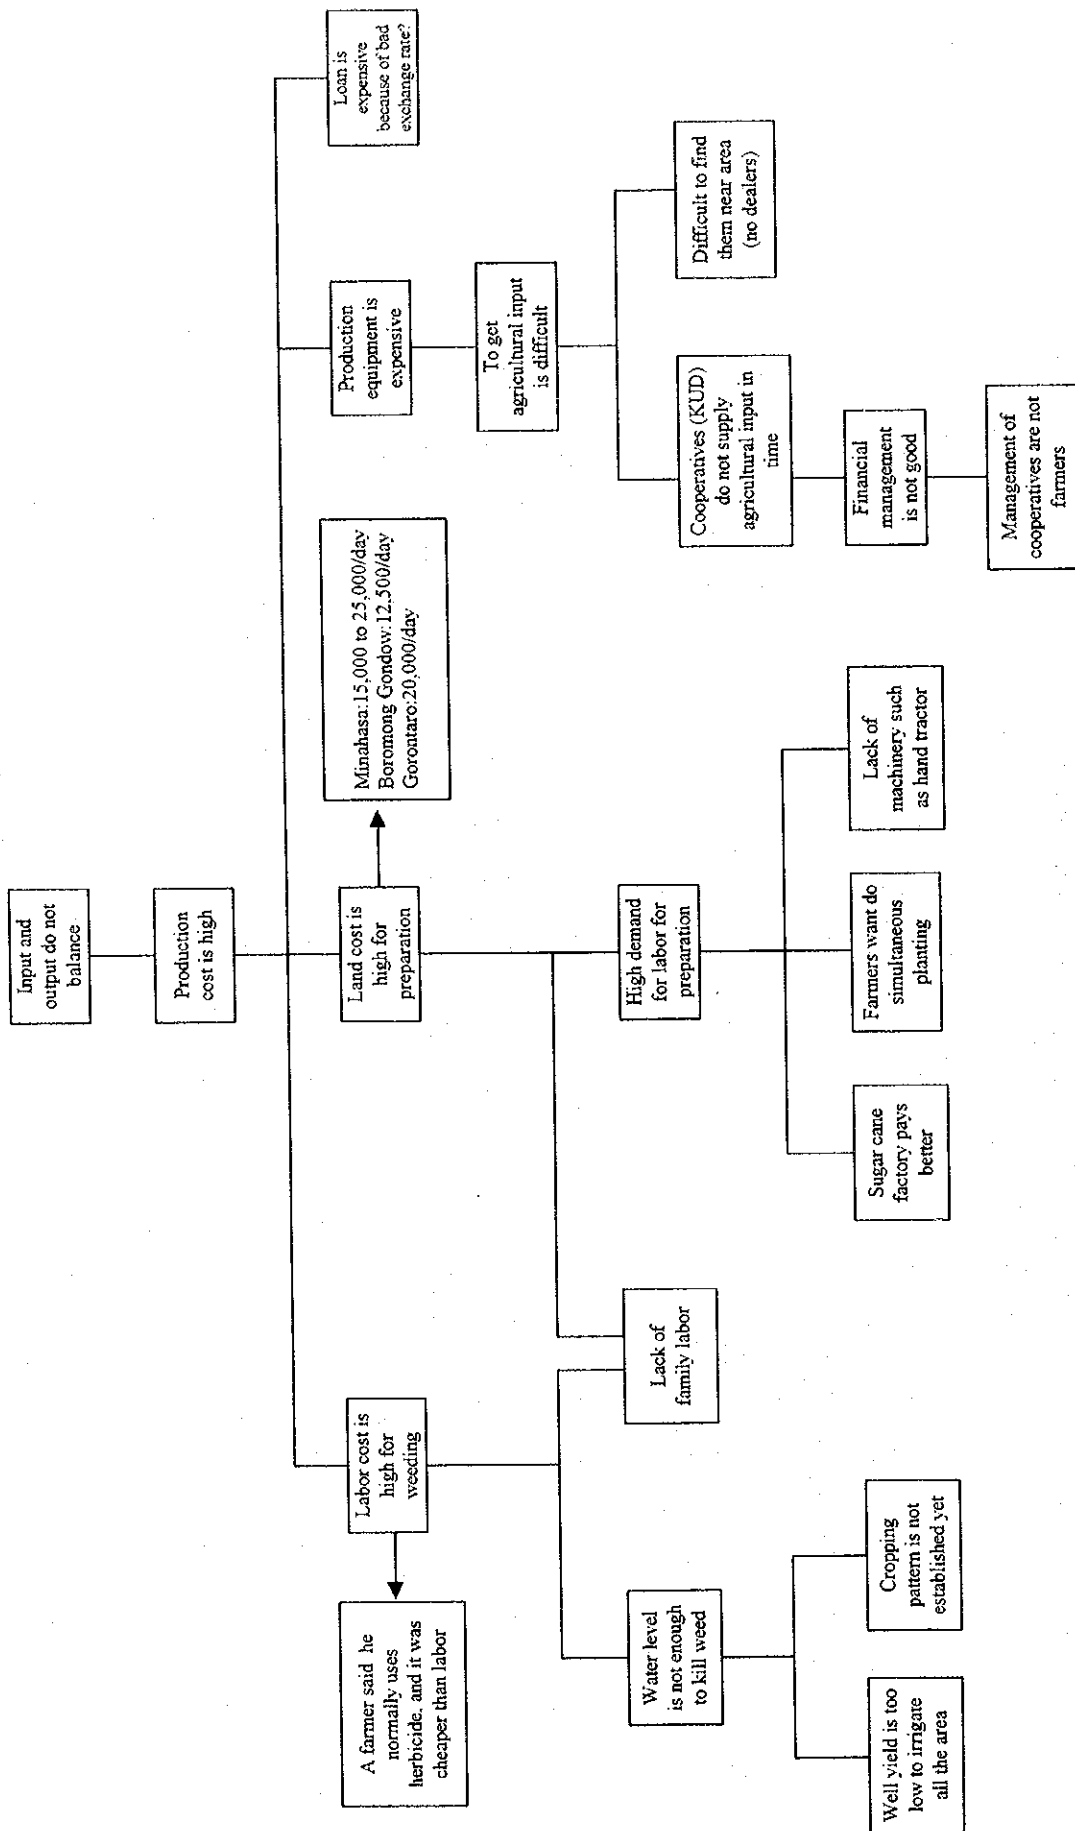 Input and
output do not
balance
Production
cost is high
A farmer said he
normally uses
herbicide, and it was
cheaper than labor
Labor cost is
high for
weeding
Land cost is
high for
preparation
Minahasa:15,000 to 25,000/day
Boromong Gondow:12,500/day
Gorontaro:20,000/day
Production
equipment is
expensive
Loan is
expensive
because of bad
exchange rate?
To get
agricultural input
is difficult
Water level
is not enough
to kill weed
Lack of
family labor
High demand
for labor for
preparation
Cooperatives (KUD)
do not supply
agricultural input in
time
Difficult to find
them near area
(no dealers)
Well yield is too
low to irrigate
all the area
Cropping
pattern is not
established yet
Sugar cane
factory pays
better
Farmers want do
simultaneous
planting
Lack of
machinery such
as hand tractor
Financial
management
is not good
Management of
cooperatives are not
farmers